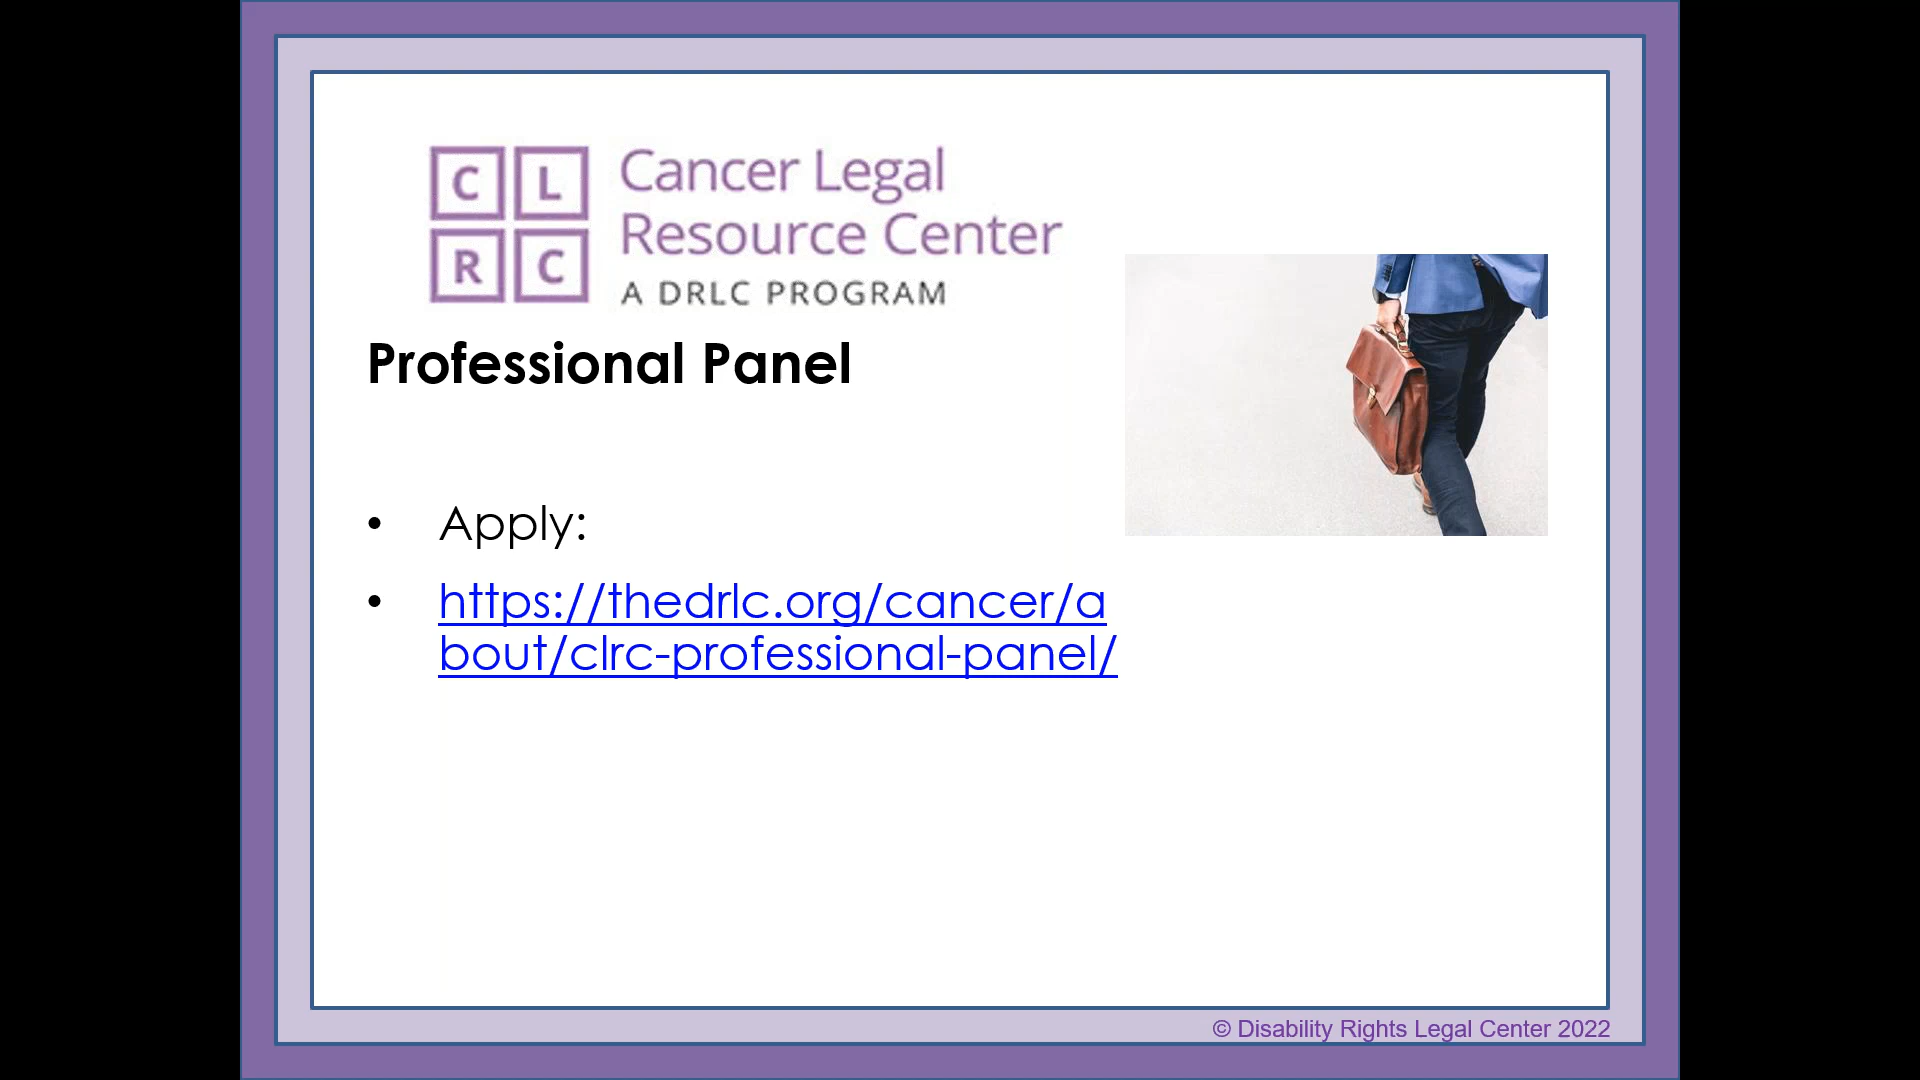 C L
R C
Cancer Legal
Resource Center
A DRLC PROGRAM
Professional Panel
• Apply:
• https://thedrlc.org/cancer/a
bout/clrc-professional-panel/
© Disability Rights Legal Center 2022